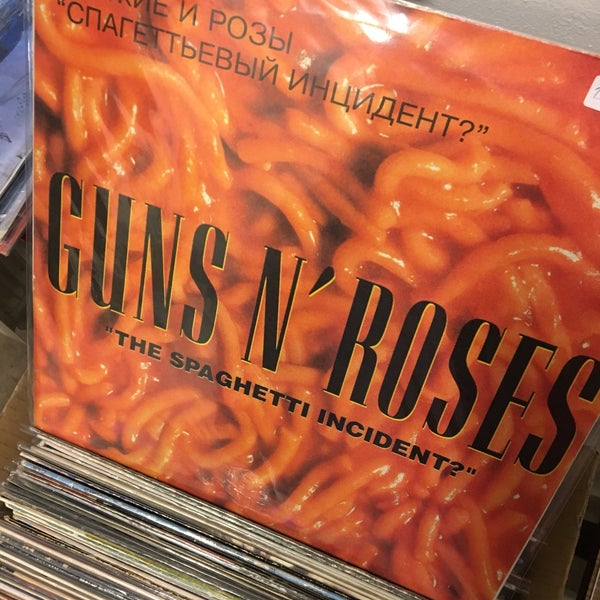 И РОЗЫ
"СПАГЕТТЬЕВЫЙ ИНЦИДЕНТ?"
GUNS N' ROSES
"THE SPAGHETTI INCIDENT?"